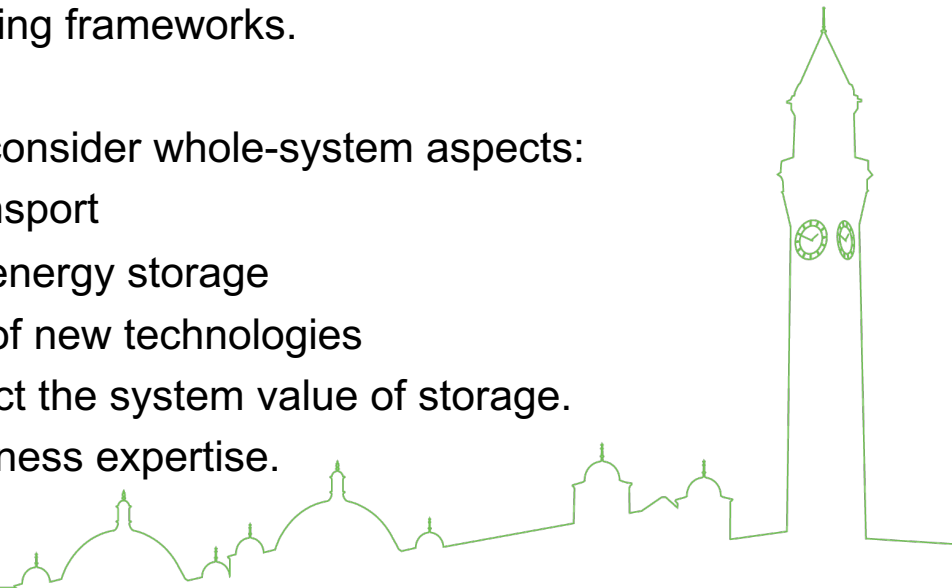 ing frameworks.
onsider whole-system aspects:
nsport
energy storage
of new technologies
ct the system value of storage.
ness expertise.